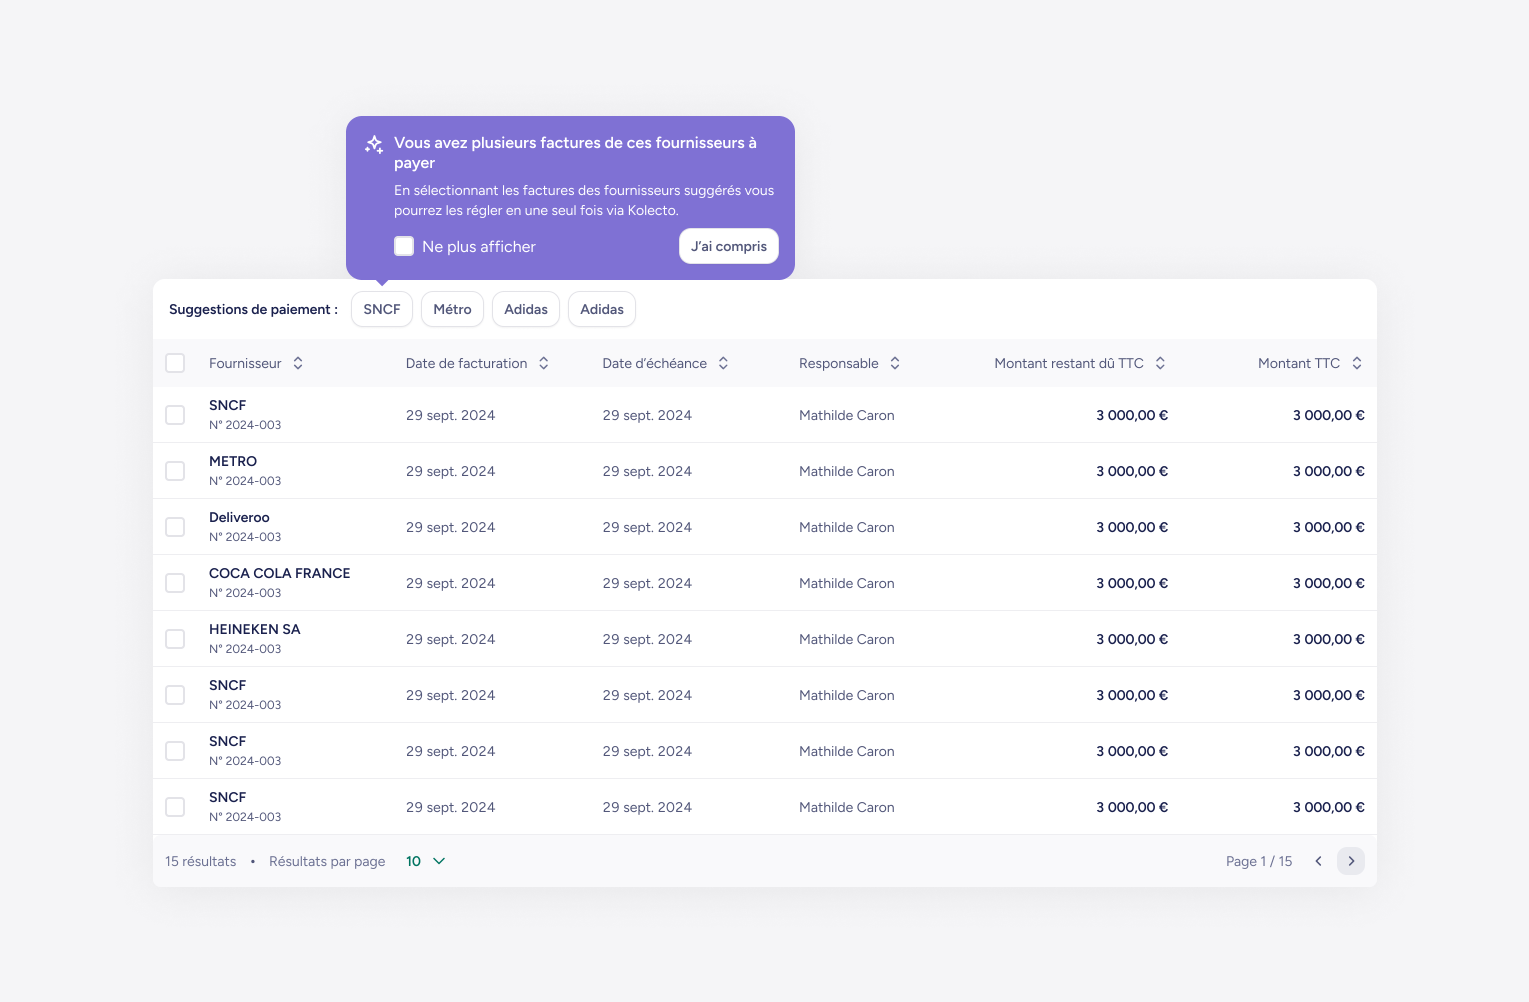 Vous avez plusieurs factures de ces fournisseurs à
payer
En sélectionnant les factures des fournisseurs suggérés vous
pourrez les régler en une seul fois via Kolecto.
Ne plus afficher J'ai compris
Suggestions de paiement : SNCF Métro Adidas Adidas
Fournisseur Date de facturation Date d'échéance Responsable Montant restant dû TTC Montant TTC
SNCF
N° 2024-003 29 sept. 2024 29 sept. 2024 Mathilde Caron 3 000,00 € 3 000,00 €
METRO
N° 2024-003 29 sept. 2024 29 sept. 2024 Mathilde Caron 3 000,00 € 3 000,00 €
Deliveroo
N° 2024-003 29 sept. 2024 29 sept. 2024 Mathilde Caron 3 000,00 € 3 000,00 €
COCA COLA FRANCE
N° 2024-003 29 sept. 2024 29 sept. 2024 Mathilde Caron 3 000,00 € 3 000,00 €
HEINEKEN SA
N° 2024-003 29 sept. 2024 29 sept. 2024 Mathilde Caron 3 000,00 € 3 000,00 €
SNCF
N° 2024-003 29 sept. 2024 29 sept. 2024 Mathilde Caron 3 000,00 € 3 000,00 €
SNCF
N° 2024-003 29 sept. 2024 29 sept. 2024 Mathilde Caron 3 000,00 € 3 000,00 €
SNCF
N° 2024-003 29 sept. 2024 29 sept. 2024 Mathilde Caron 3 000,00 € 3 000,00 €
15 résultats • Résultats par page 10 Page 1 / 15